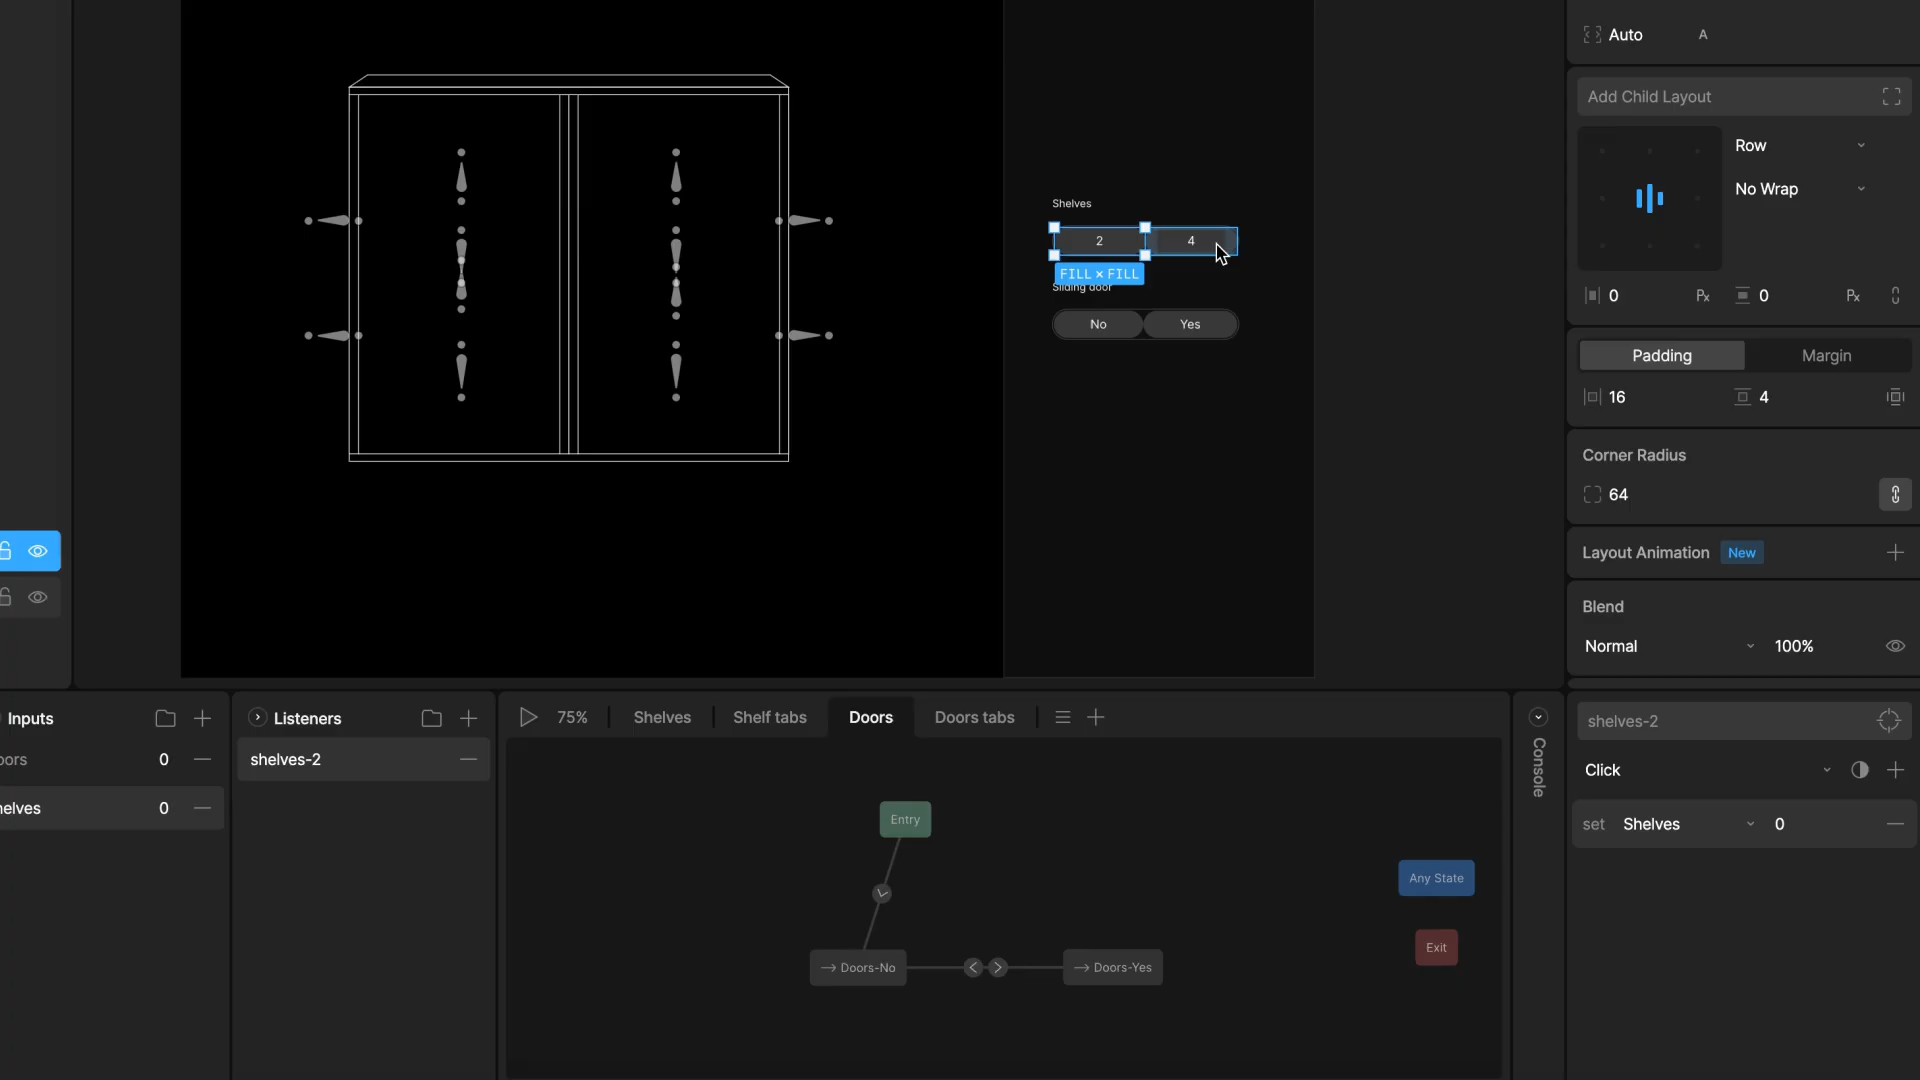 Auto
A
Add Child Layout
Row
No Wrap
0
Px
0
Px
Padding
Margin
16
4
Corner Radius
64
Layout Animation
New
Blend
Normal
100%
Shelves
2
4
FILL × FILL
Sliding door
No
Yes
Inputs
oors
0
helves
0
Listeners
shelves-2
75%
Shelves
Shelf tabs
Doors
Doors tabs
Entry
Doors-No
Doors-Yes
Any State
Exit
Console
shelves-2
Click
set
Shelves
0